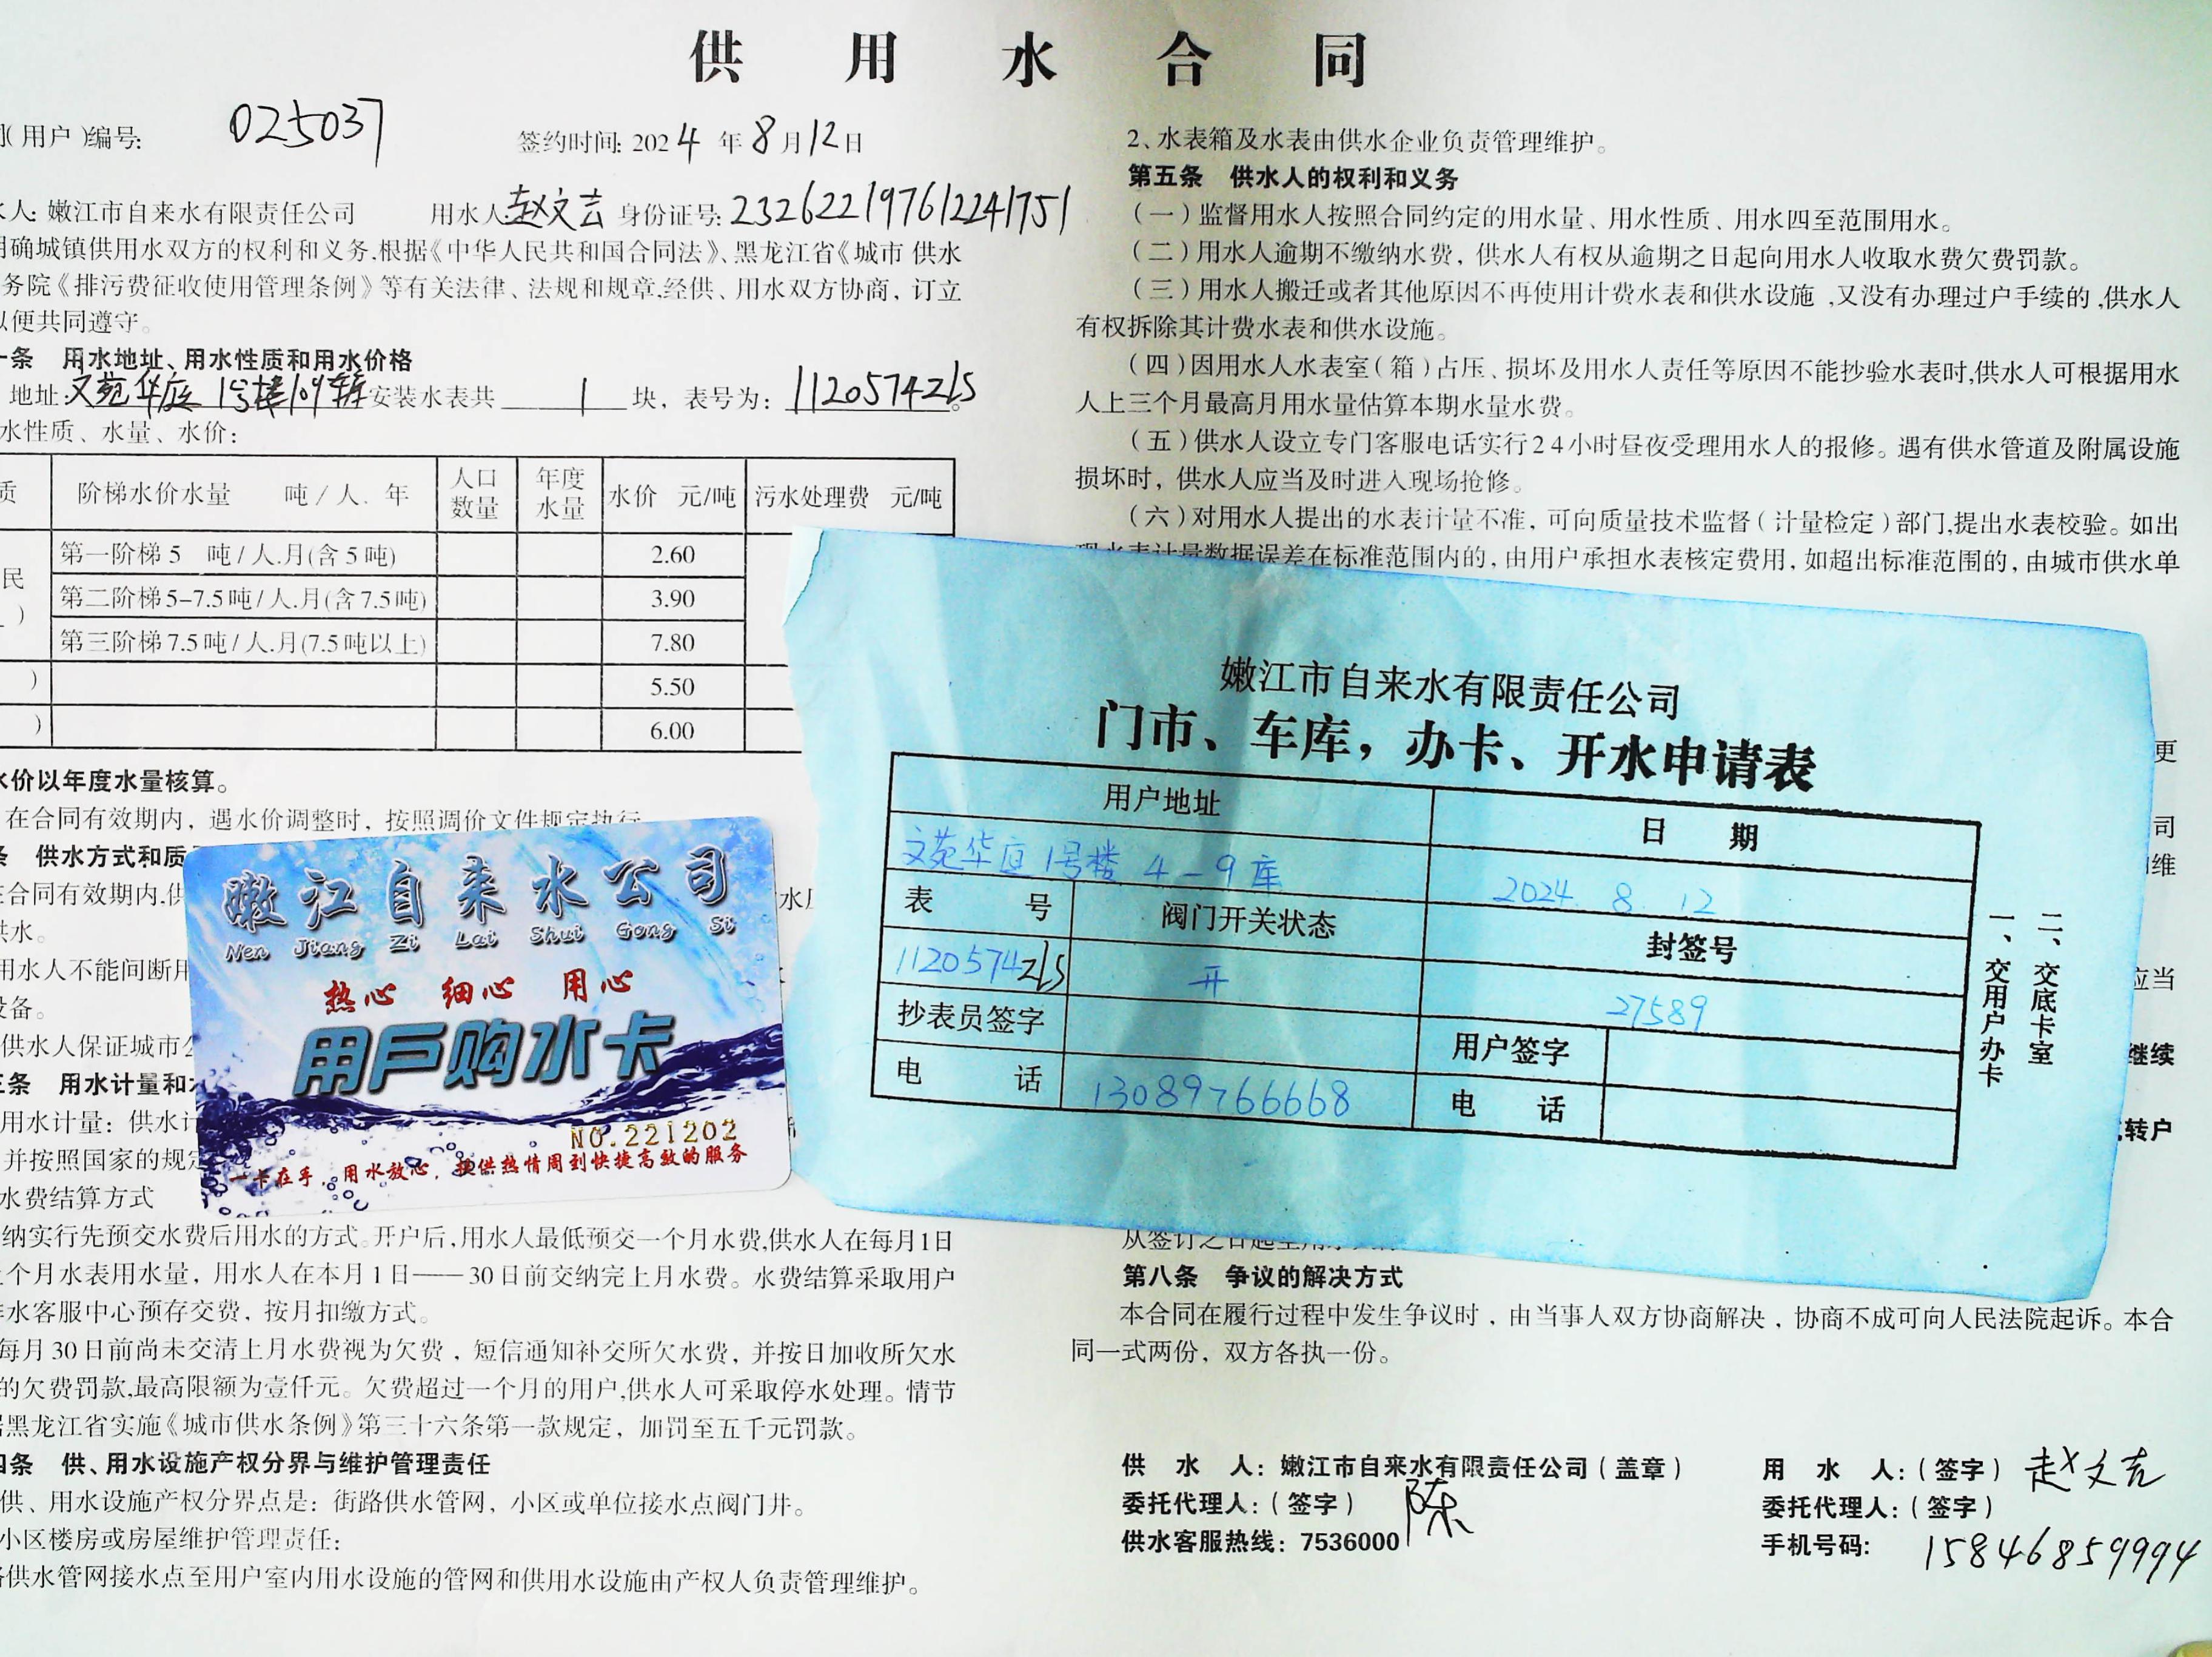 供 用 水 合 同
(用户)编号: 025037 签约时间: 2024 年 8 月 12 日
水人: 嫩江市自来水有限责任公司 用水人: 赵文云 身份证号: 232622197612241751
明确城镇供用水双方的权利和义务,根据《中华人民共和国合同法》、黑龙江省《城市 供水
务院《排污费征收使用管理条例》等有关法律、法规和规章,经供、用水双方协商,订立
以便共同遵守。
一条 用水地址、用水性质和用水价格
地址: 文苑华庭 1号楼109库 安装水表共 1 块, 表号为: 1120574215
水性质、水量、水价:
质 阶梯水价水量 吨/人.年 人口数量 年度水量 水价 元/吨 污水处理费 元/吨
民 第一阶梯 5 吨/人.月(含 5 吨) 2.60
) 第二阶梯 5-7.5 吨/人.月(含 7.5 吨) 3.90
第三阶梯 7.5 吨/人.月(7.5 吨以上) 7.80
) 5.50
) 6.00
水价以年度水量核算。
在合同有效期内, 遇水价调整时, 按照调价文件规定执行
条 供水方式和质
在合同有效期内,供
供水。
用水人不能间断用
设备。
供水人保证城市公
三条 用水计量和水
用水计量: 供水计
并按照国家的规定
水费结算方式
纳实行先预交水费后用水的方式。开户后,用水人最低预交一个月水费,供水人在每月1日
个月水表用水量, 用水人在本月 1 日——30 日前交纳完上月水费。水费结算采取用户
水客服中心预存交费, 按月扣缴方式。
每月 30 日前尚未交清上月水费视为欠费, 短信通知补交所欠水费, 并按日加收所欠水
的欠费罚款,最高限额为壹仟元。欠费超过一个月的用户,供水人可采取停水处理。情节
黑龙江省实施《城市供水条例》第三十六条第一款规定, 加罚至五千元罚款。
四条 供、用水设施产权分界与维护管理责任
供、用水设施产权分界点是: 街路供水管网, 小区或单位接水点阀门井。
小区楼房或房屋维护管理责任:
供水管网接水点至用户室内用水设施的管网和供用水设施由产权人负责管理维护。
2、水表箱及水表由供水企业负责管理维护。
第五条 供水人的权利和义务
(一)监督用水人按照合同约定的用水量、用水性质、用水四至范围用水。
(二)用水人逾期不缴纳水费, 供水人有权从逾期之日起向用水人收取水费欠费罚款。
(三)用水人搬迁或者其他原因不再使用计费水表和供水设施,又没有办理过户手续的,供水人
有权拆除其计费水表和供水设施。
(四)因用水人水表室(箱)占压、损坏及用水人责任等原因不能抄验水表时,供水人可根据用水
人上三个月最高月用水量估算本期水量水费。
(五)供水人设立专门客服电话实行24小时昼夜受理用水人的报修。遇有供水管道及附属设施
损坏时, 供水人应当及时进入现场抢修。
(六)对用水人提出的水表计量不准, 可向质量技术监督(计量检定)部门,提出水表校验。如出
现水表计量数据误差在标准范围内的, 由用户承担水表核定费用, 如超出标准范围的, 由城市供水单
更
司
维
应当
继续
转户
从签订之日起至用
第八条 争议的解决方式
本合同在履行过程中发生争议时, 由当事人双方协商解决, 协商不成可向人民法院起诉。本合
同一式两份, 双方各执一份。
供 水 人: 嫩江市自来水有限责任公司(盖章) 用 水 人:(签字) 赵文云
委托代理人:(签字) 陈 委托代理人:(签字)
供水客服热线: 7536000 手机号码: 15846859994
嫩江市自来水有限责任公司
门市、车库, 办卡、开水申请表
用户地址 日 期
文苑华庭1号楼 4-9库 2024. 8. 12
表 号 阀门开关状态 封签号
1120574215 开 27589
抄表员签字 用户签字
电 话 13089766668 电 话
一、交用户办卡
二、交底卡室
嫩江自来水公司
Nen Jiang Zi Lai Shui Gong Si
热心 细心 用心
用户购水卡
NO.221202
一卡在手, 用水放心, 提供热情周到快捷高效的服务